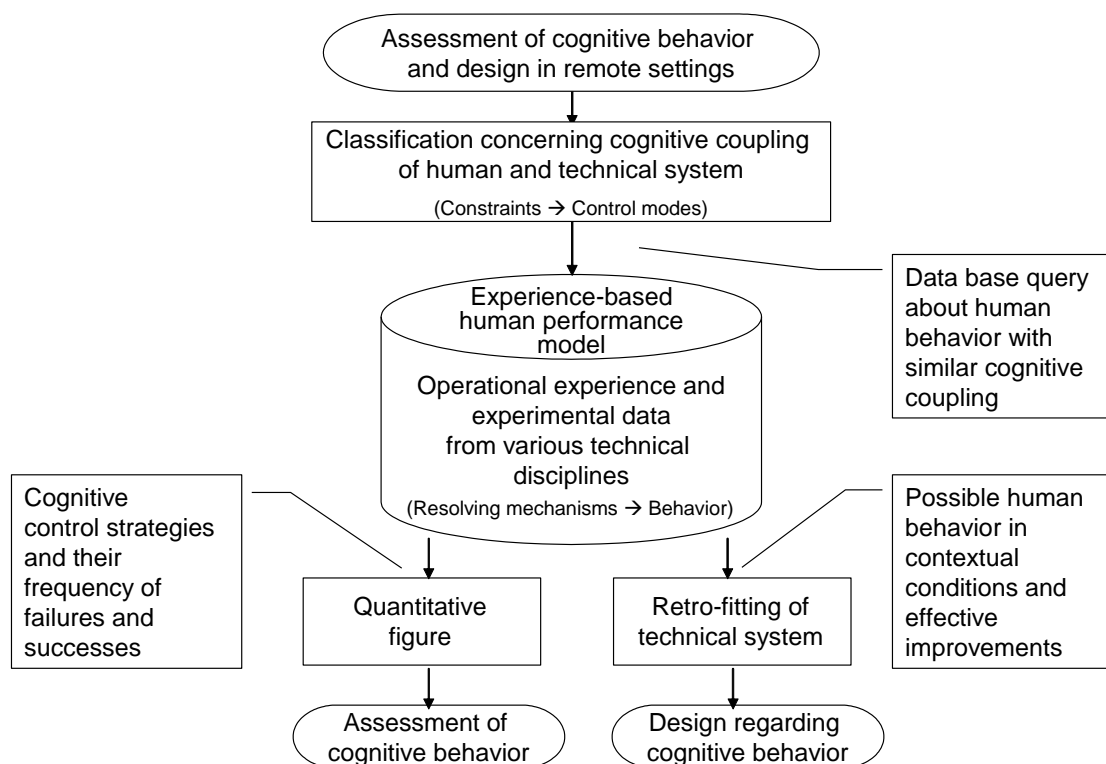 Assessment of cognitive behavior
and design in remote settings
Classification concerning cognitive coupling
of human and technical system
(Constraints → Control modes)
Data base query
about human
behavior with
similar cognitive
coupling
Experience-based
human performance
model
Operational experience and
experimental data
from various technical
disciplines
(Resolving mechanisms → Behavior)
Cognitive
control strategies
and their
frequency of
failures and
successes
Possible human
behavior in
contextual
conditions and
effective
improvements
Quantitative
figure
Retro-fitting of
technical system
Assessment of
cognitive behavior
Design regarding
cognitive behavior